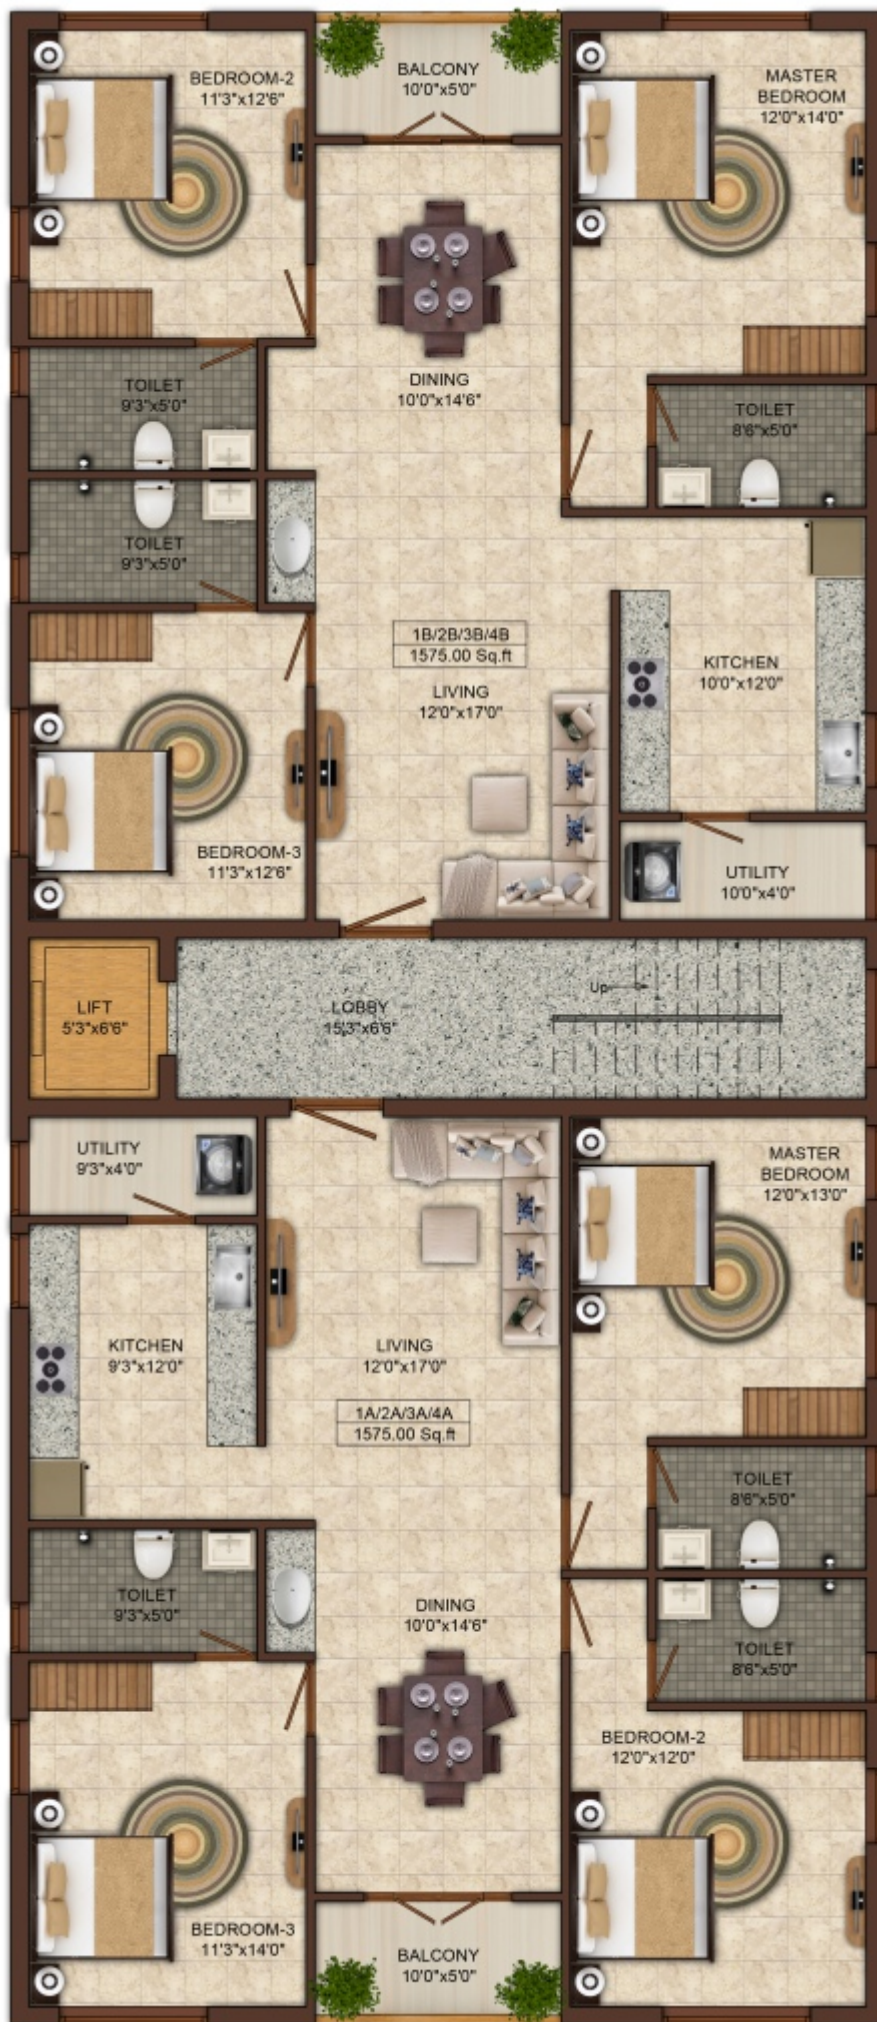 BEDROOM-2
11'3"x12'6"
BALCONY
10'0"x5'0"
MASTER
BEDROOM
12'0"x14'0"
TOILET
9'3"x5'0"
DINING
10'0"x14'6"
TOILET
8'6"x5'0"
TOILET
9'3"x5'0"
1B/2B/3B/4B
1575.00 Sq.ft
LIVING
12'0"x17'0"
KITCHEN
10'0"x12'0"
BEDROOM-3
11'3"x12'6"
UTILITY
10'0"x4'0"
LIFT
5'3"x6'6"
LOBBY
15'3"x6'6"
Up
UTILITY
9'3"x4'0"
MASTER
BEDROOM
12'0"x13'0"
KITCHEN
9'3"x12'0"
LIVING
12'0"x17'0"
1A/2A/3A/4A
1575.00 Sq.ft
TOILET
8'6"x5'0"
TOILET
9'3"x5'0"
DINING
10'0"x14'6"
TOILET
8'6"x5'0"
BEDROOM-2
12'0"x12'0"
BEDROOM-3
11'3"x14'0"
BALCONY
10'0"x5'0"